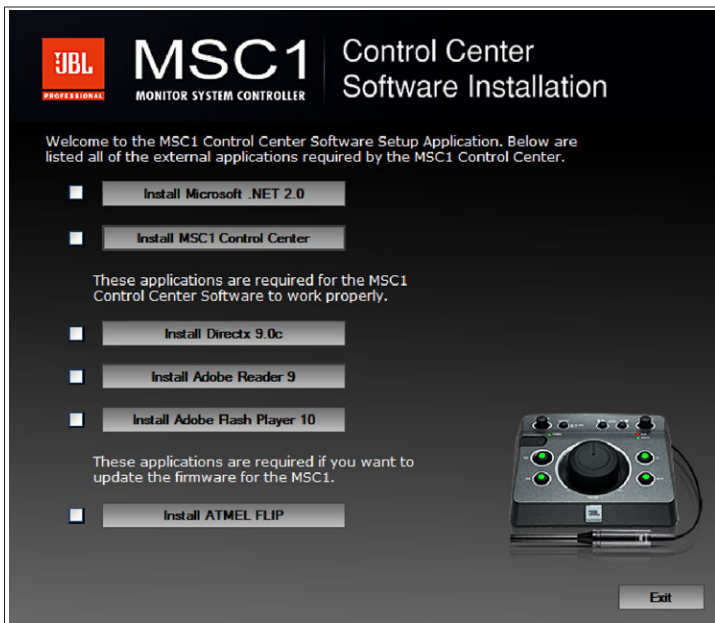 JBL
PROFESSIONAL
MSC1
MONITOR SYSTEM CONTROLLER
Control Center
Software Installation
Welcome to the MSC1 Control Center Software Setup Application. Below are
listed all of the external applications required by the MSC1 Control Center.
Install Microsoft .NET 2.0
Install MSC1 Control Center
These applications are required for the MSC1
Control Center Software to work properly.
Install Directx 9.0c
Install Adobe Reader 9
Install Adobe Flash Player 10
These applications are required if you want to
update the firmware for the MSC1.
Install ATMEL FLIP
JBL
Exit